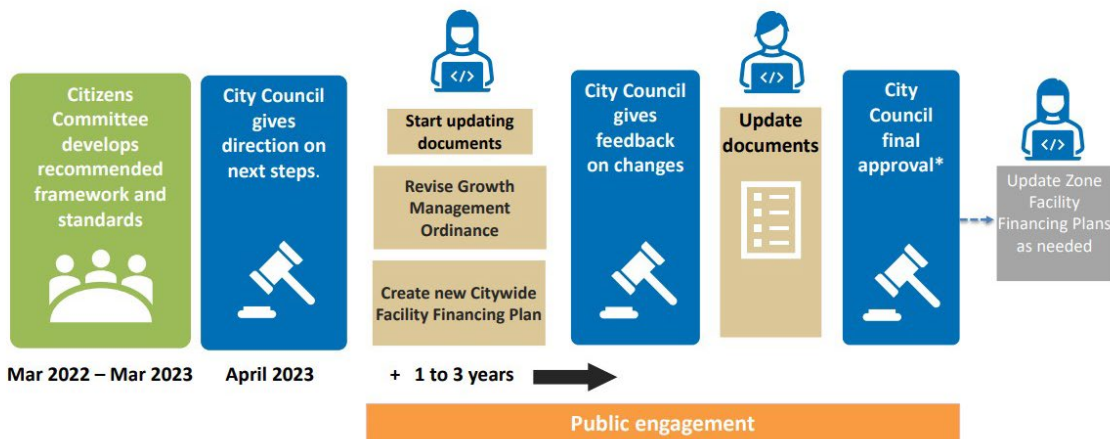 Citizens
Committee
develops
recommended
framework and
standards
City Council
gives
direction on
next steps.
</>
Start updating
documents
Revise Growth
Management
Ordinance
Create new Citywide
Facility Financing Plan
City Council
gives
feedback
on changes
</>
Update
documents
City
Council
final
approval*
</>
Update Zone
Facility
Financing Plans
as needed
Mar 2022 – Mar 2023
April 2023
+ 1 to 3 years
Public engagement